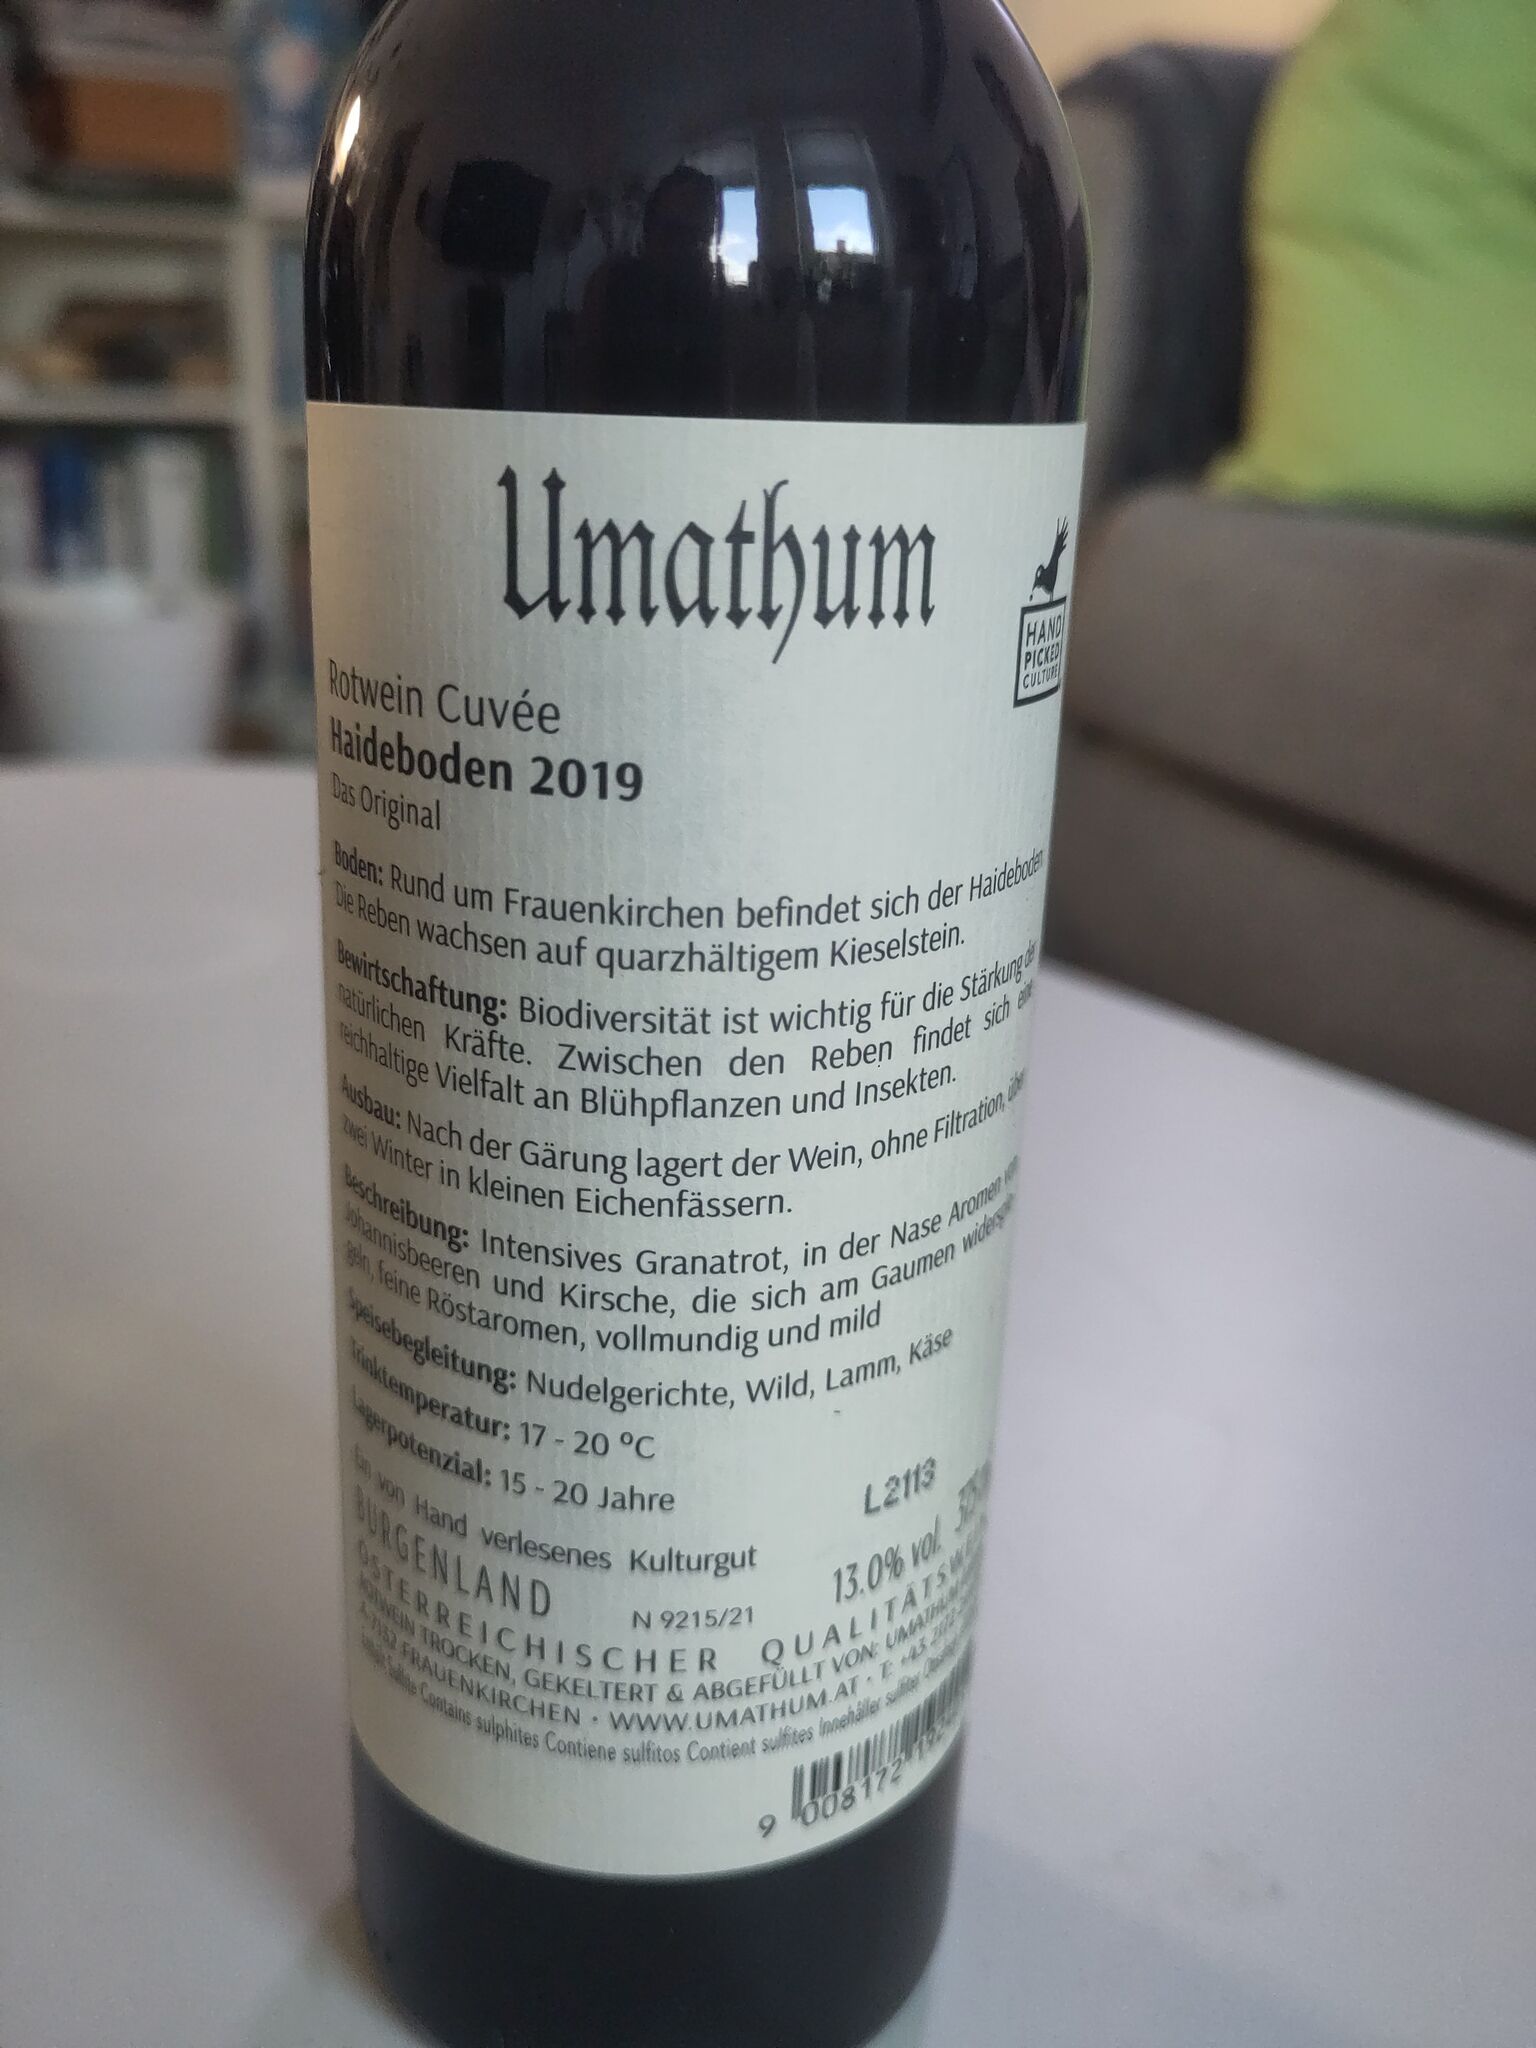 Umathum
HAND
PICKED
CULTURE
Rotwein Cuvée
Haideboden 2019
Das Original
Boden: Rund um Frauenkirchen befindet sich der Haideboden
Die Reben wachsen auf quarzhältigem Kieselstein.
Bewirtschaftung: Biodiversität ist wichtig für die Stärkung der
natürlichen Kräfte. Zwischen den Reben findet sich eine
reichhaltige Vielfalt an Blühpflanzen und Insekten.
Ausbau: Nach der Gärung lagert der Wein, ohne Filtration, über
zwei Winter in kleinen Eichenfässern.
Beschreibung: Intensives Granatrot, in der Nase Aromen von
Johannisbeeren und Kirsche, die sich am Gaumen widerspie
geln, feine Röstaromen, vollmundig und mild
Speisebegleitung: Nudelgerichte, Wild, Lamm, Käse
Trinktemperatur: 17 - 20 °C
Lagerpotenzial: 15 - 20 Jahre
L2113
Ein von Hand verlesenes Kulturgut
BURGENLAND N 9215/21 13.0% vol.
ÖSTERREICHISCHER QUALITÄTSWEIN
ROTWEIN TROCKEN, GEKELTERT & ABGEFÜLLT VON: UMATHUM
A-7132 FRAUENKIRCHEN · WWW.UMATHUM.AT · T: +43 2172
Sulfite Contains sulphites Contiene sulfitos Contient sulfites Innehåller sulfiter
9 008172